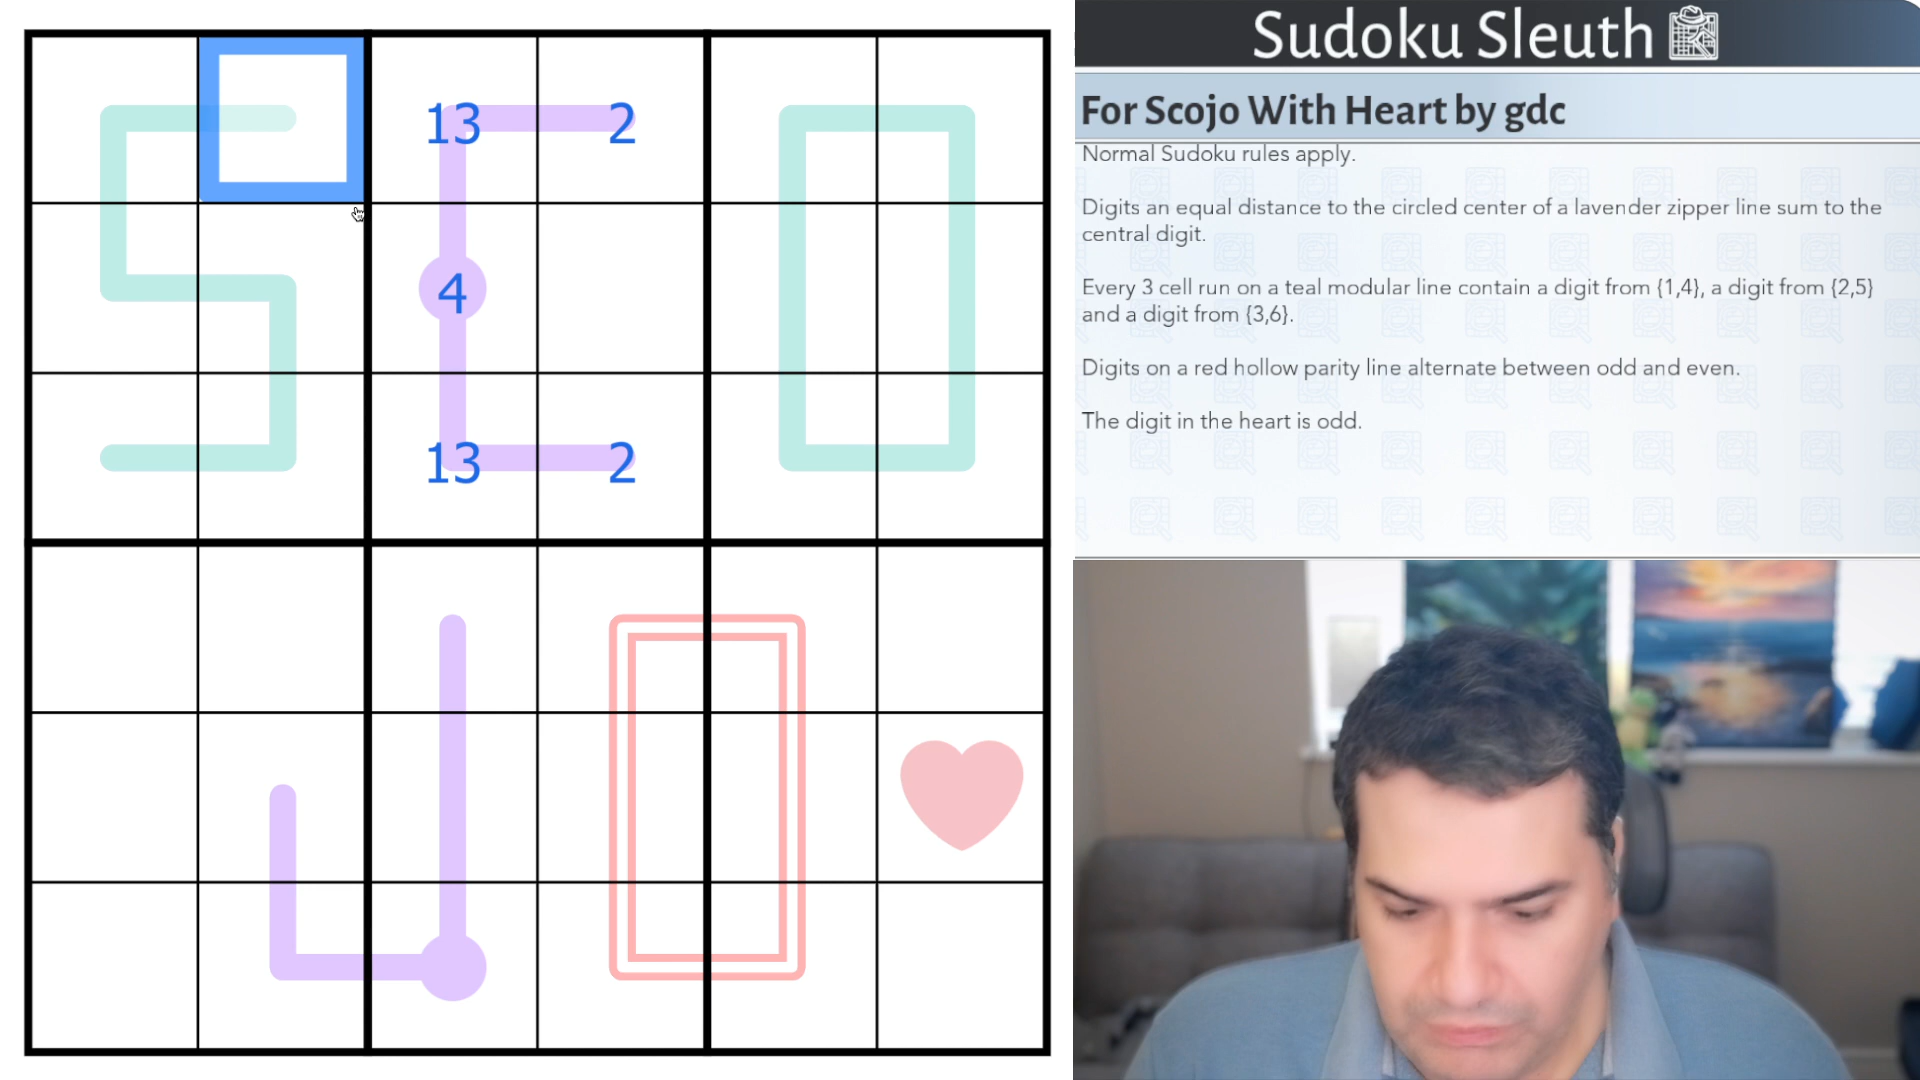 Sudoku Sleuth
For Scojo With Heart by gdc
Normal Sudoku rules apply.
Digits an equal distance to the circled center of a lavender zipper line sum to the
central digit.
Every 3 cell run on a teal modular line contain a digit from {1,4}, a digit from {2,5}
and a digit from {3,6}.
Digits on a red hollow parity line alternate between odd and even.
The digit in the heart is odd.
13 2
4
13 2